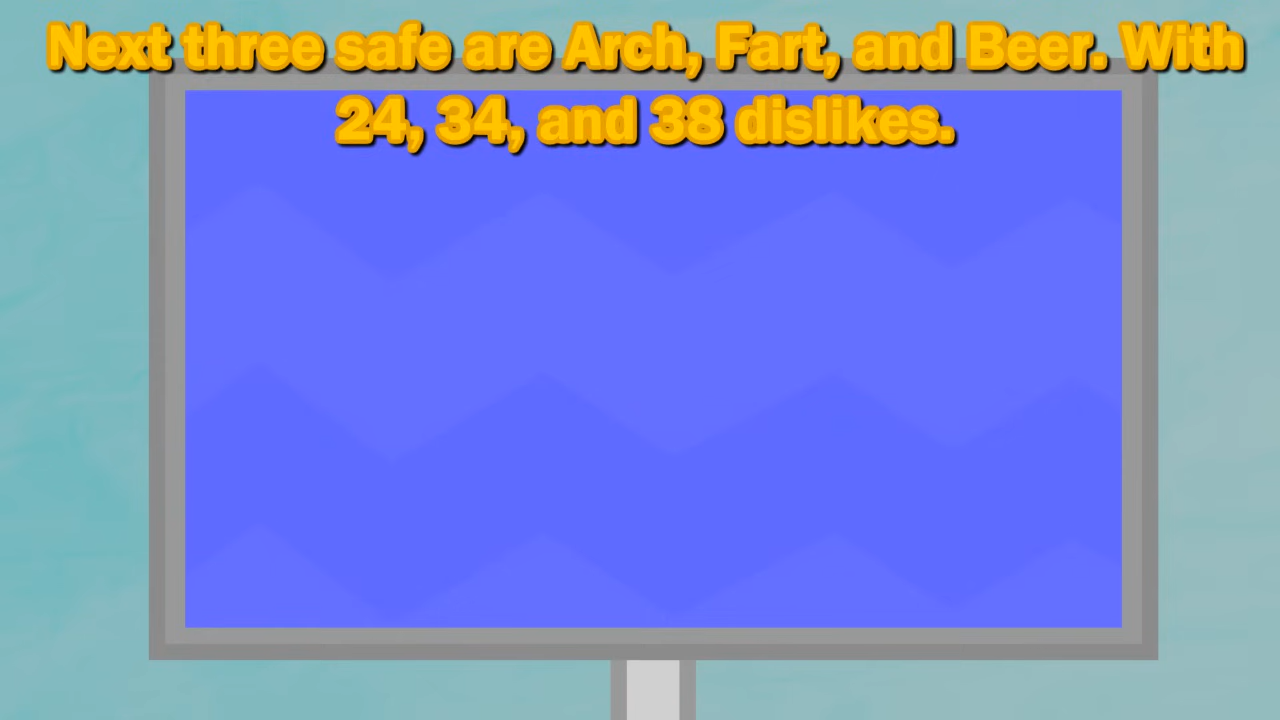 Next three safe are Arch, Fart, and Beer. With
24, 34, and 38 dislikes.